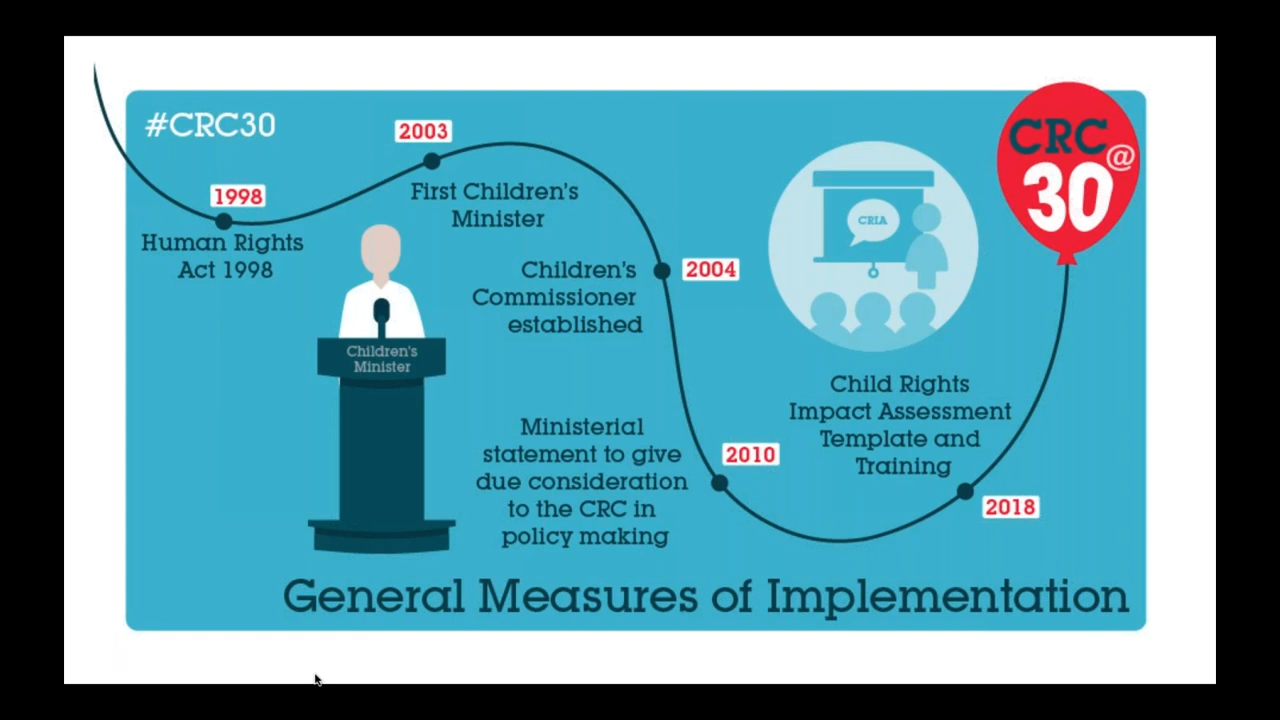 #CRC30
1998
Human Rights
Act 1998
2003
First Children's
Minister
Children's
Minister
Children's
Commissioner
established
2004
Ministerial
statement to give
due consideration
to the CRC in
policy making
2010
CRIA
Child Rights
Impact Assessment
Template and
Training
2018
CRC
@
30
General Measures of Implementation